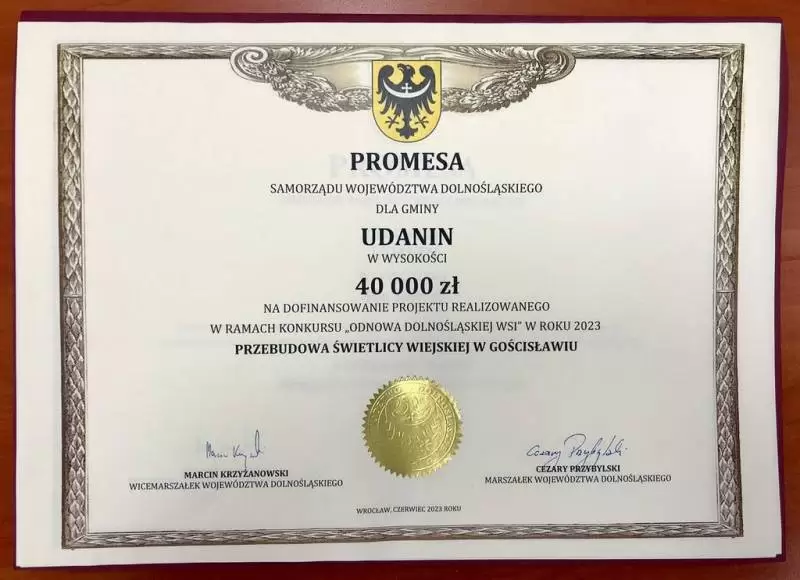 PROMESA
SAMORZĄDU WOJEWÓDZTWA DOLNOŚLĄSKIEGO
DLA GMINY
UDANIN
W WYSOKOŚCI
40 000 zł
NA DOFINANSOWANIE PROJEKTU REALIZOWANEGO
W RAMACH KONKURSU „ODNOWA DOLNOŚLĄSKIEJ WSI” W ROKU 2023
PRZEBUDOWA ŚWIETLICY WIEJSKIEJ W GOŚCISŁAWIU
Cezary Przybylski
MARCIN KRZYŻANOWSKI
WICEMARSZAŁEK WOJEWÓDZTWA DOLNOŚLĄSKIEGO
CEZARY PRZYBYLSKI
MARSZAŁEK WOJEWÓDZTWA DOLNOŚLĄSKIEGO
WROCŁAW, CZERWIEC 2023 ROKU